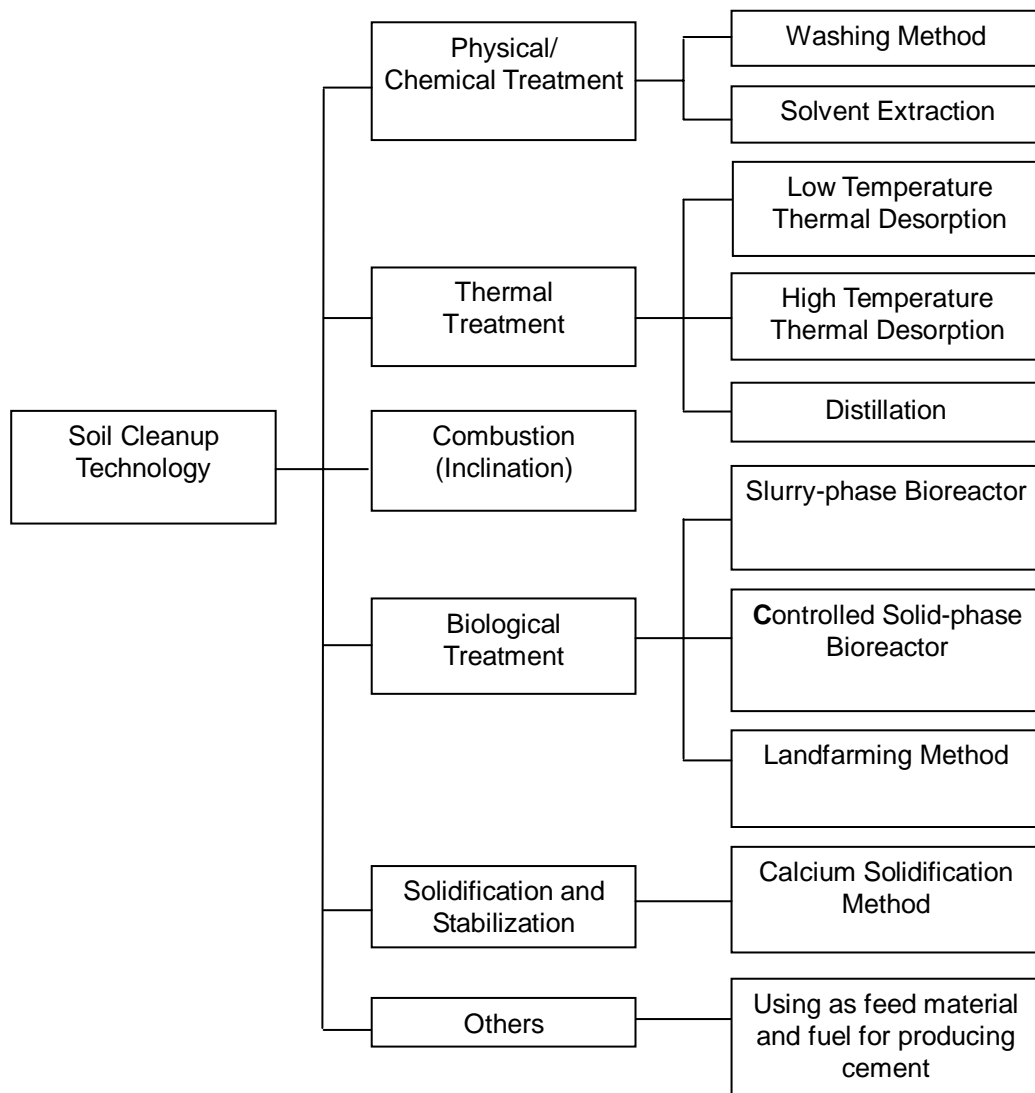 Physical/
Chemical Treatment
Washing Method
Solvent Extraction
Low Temperature
Thermal Desorption
Thermal
Treatment
High Temperature
Thermal Desorption
Distillation
Soil Cleanup
Technology
Combustion
(Inclination)
Slurry-phase Bioreactor
Biological
Treatment
Controlled Solid-phase
Bioreactor
Landfarming Method
Solidification and
Stabilization
Calcium Solidification
Method
Others
Using as feed material
and fuel for producing
cement